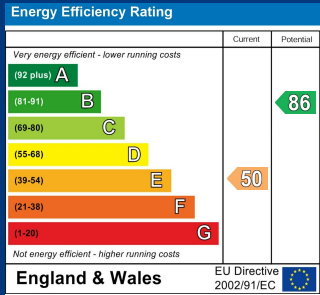 Energy Efficiency Rating
Current Potential
Very energy efficient - lower running costs
(92 plus) A
(81-91) B
86
(69-80) C
(55-68) D
(39-54) E
50
(21-38) F
(1-20) G
Not energy efficient - higher running costs
England & Wales
EU Directive
2002/91/EC